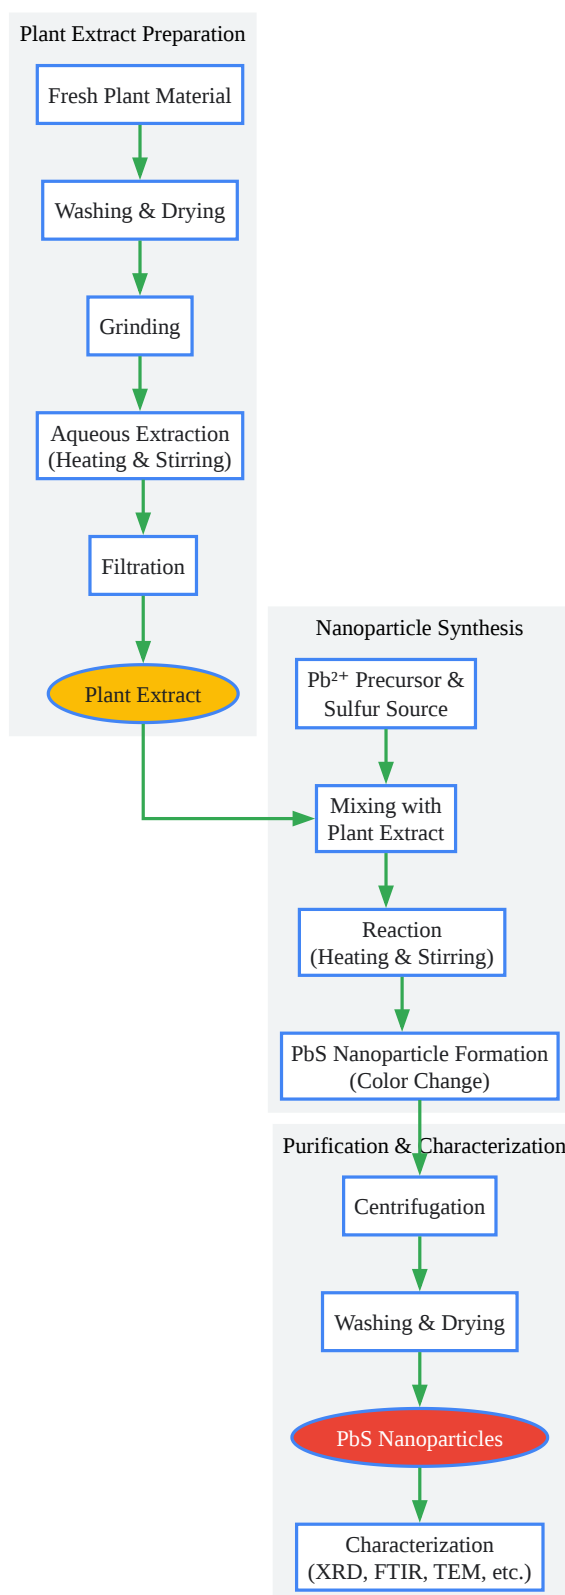 Plant Extract Preparation
Fresh Plant Material
Washing & Drying
Grinding
Aqueous Extraction
(Heating & Stirring)
Filtration
Plant Extract
Nanoparticle Synthesis
Pb²⁺ Precursor &
Sulfur Source
Mixing with
Plant Extract
Reaction
(Heating & Stirring)
PbS Nanoparticle Formation
(Color Change)
Purification & Characterization
Centrifugation
Washing & Drying
PbS Nanoparticles
Characterization
(XRD, FTIR, TEM, etc.)